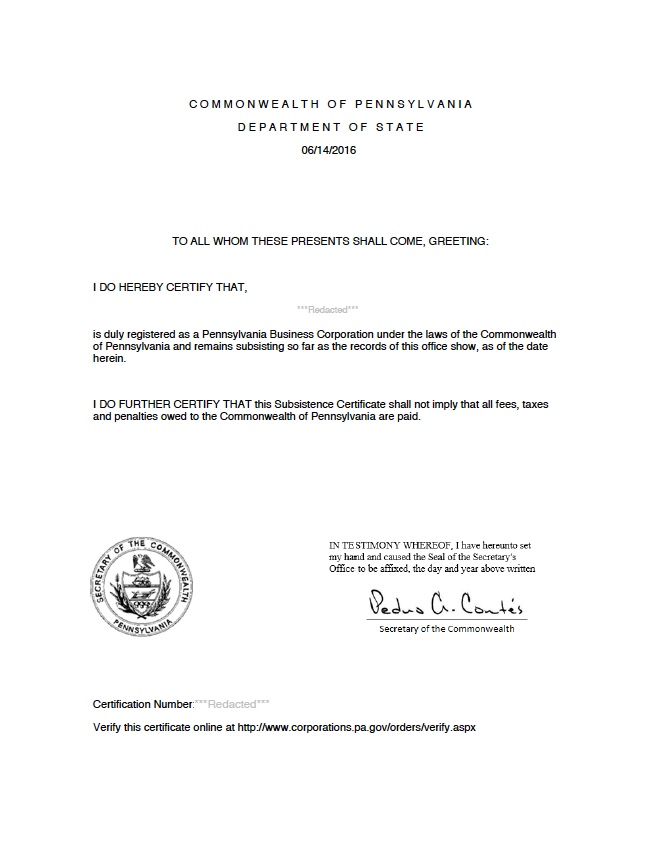 COMMONWEALTH OF PENNSYLVANIA
DEPARTMENT OF STATE
06/14/2016
TO ALL WHOM THESE PRESENTS SHALL COME, GREETING:
I DO HEREBY CERTIFY THAT,
***Redacted***
is duly registered as a Pennsylvania Business Corporation under the laws of the Commonwealth
of Pennsylvania and remains subsisting so far as the records of this office show, as of the date
herein.
I DO FURTHER CERTIFY THAT this Subsistence Certificate shall not imply that all fees, taxes
and penalties owed to the Commonwealth of Pennsylvania are paid.
SECRETARY OF THE COMMONWEALTH
PENNSYLVANIA
IN TESTIMONY WHEREOF, I have hereunto set
my hand and caused the Seal of the Secretary's
Office to be affixed, the day and year above written
Pedro A. Cortés
Secretary of the Commonwealth
Certification Number:***Redacted***
Verify this certificate online at http://www.corporations.pa.gov/orders/verify.aspx